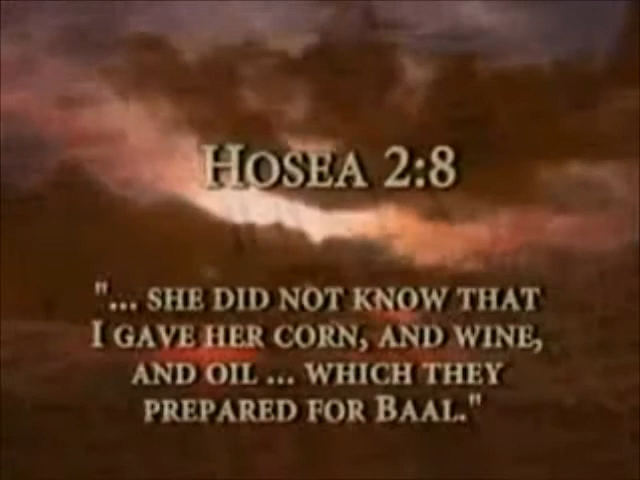 HOSEA 2:8
"... SHE DID NOT KNOW THAT
I GAVE HER CORN, AND WINE,
AND OIL ... WHICH THEY
PREPARED FOR BAAL."